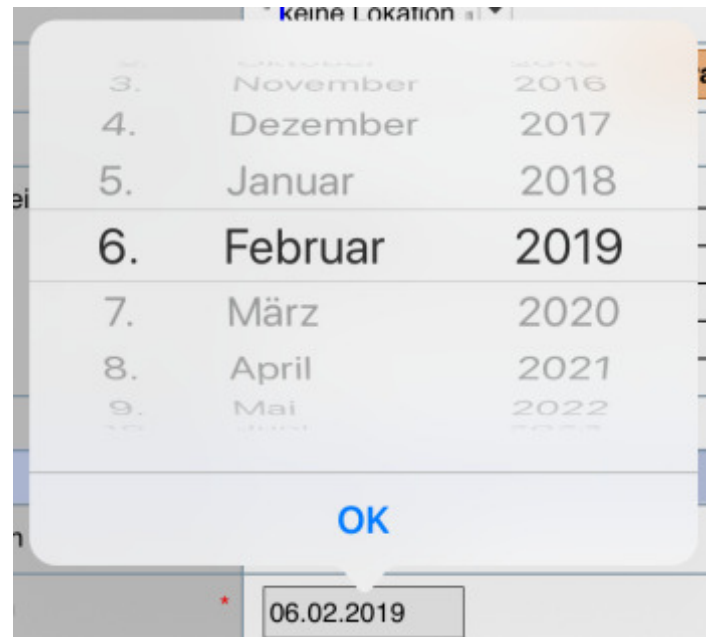 * keine Lokation
3. November 2016
4. Dezember 2017
5. Januar 2018
6. Februar 2019
7. März 2020
8. April 2021
9. Mai 2022
OK
* 06.02.2019